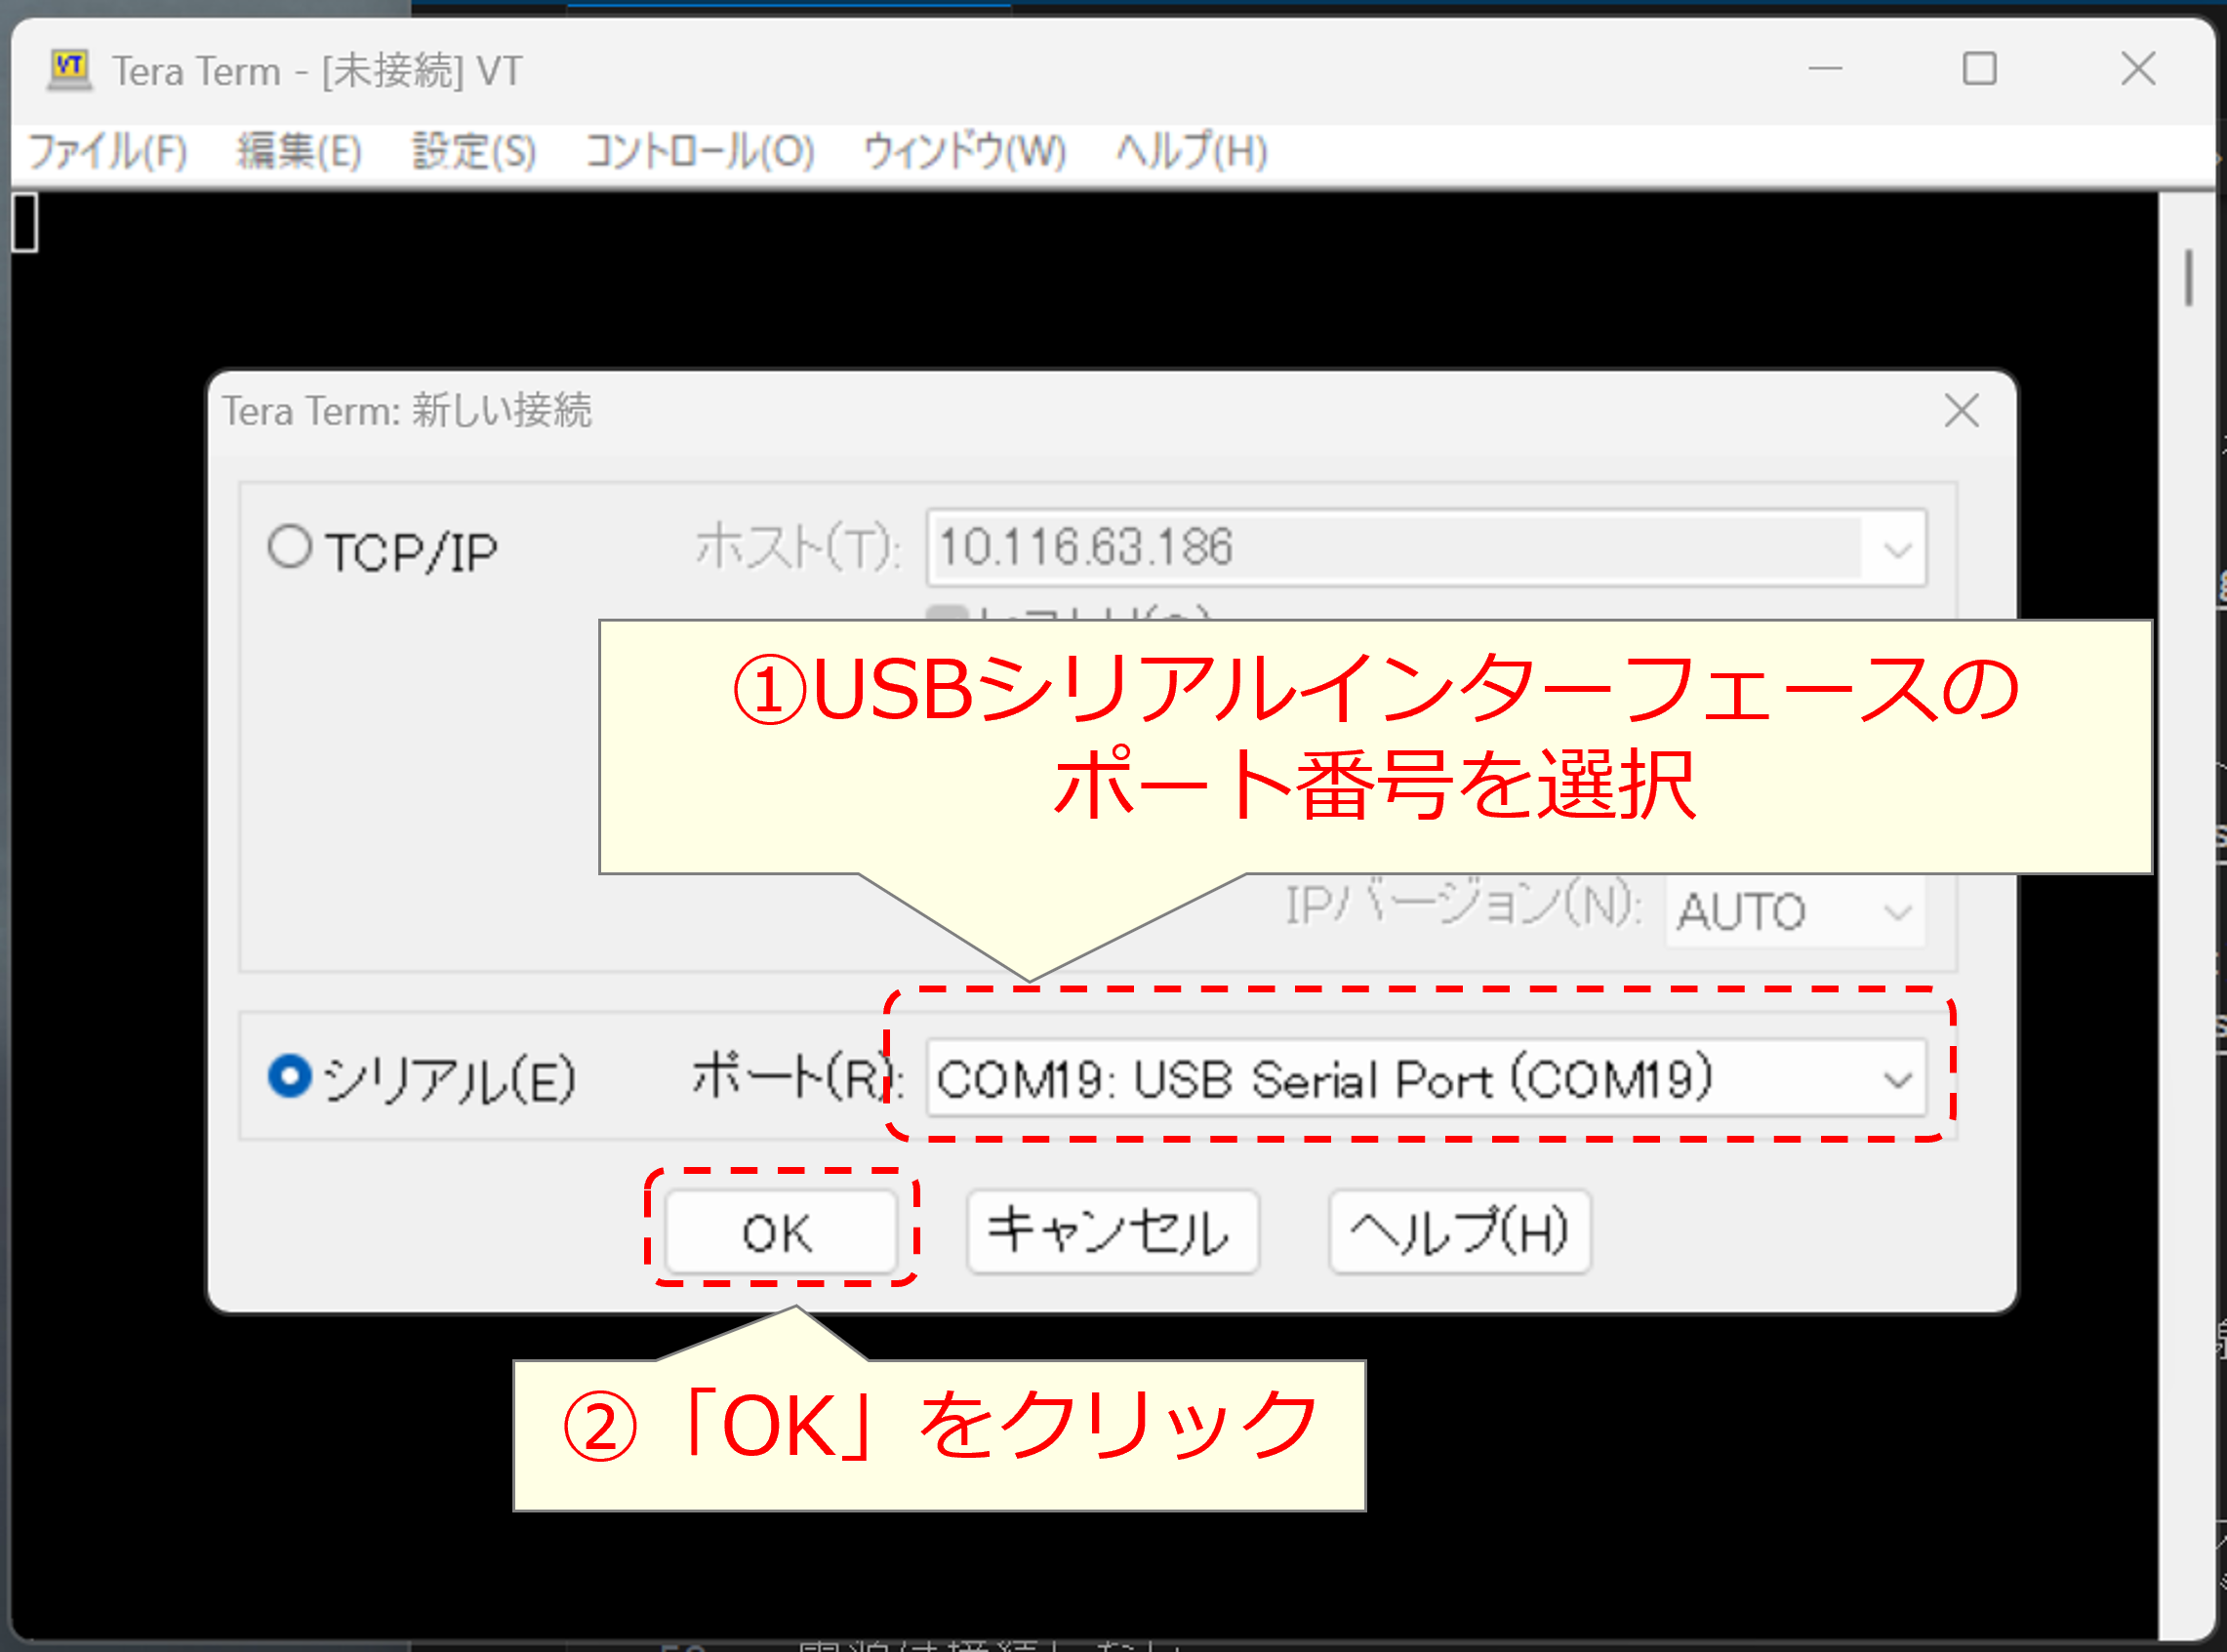 Tera Term - [未接続] VT
ファイル(F) 編集(E) 設定(S) コントロール(O) ウィンドウ(W) ヘルプ(H)
Tera Term: 新しい接続
TCP/IP ホスト(T): 10.116.63.186
①USBシリアルインターフェースの
ポート番号を選択
IPバージョン(N): AUTO
シリアル(E) ポート(R): COM19: USB Serial Port (COM19)
OK キャンセル ヘルプ(H)
②「OK」をクリック